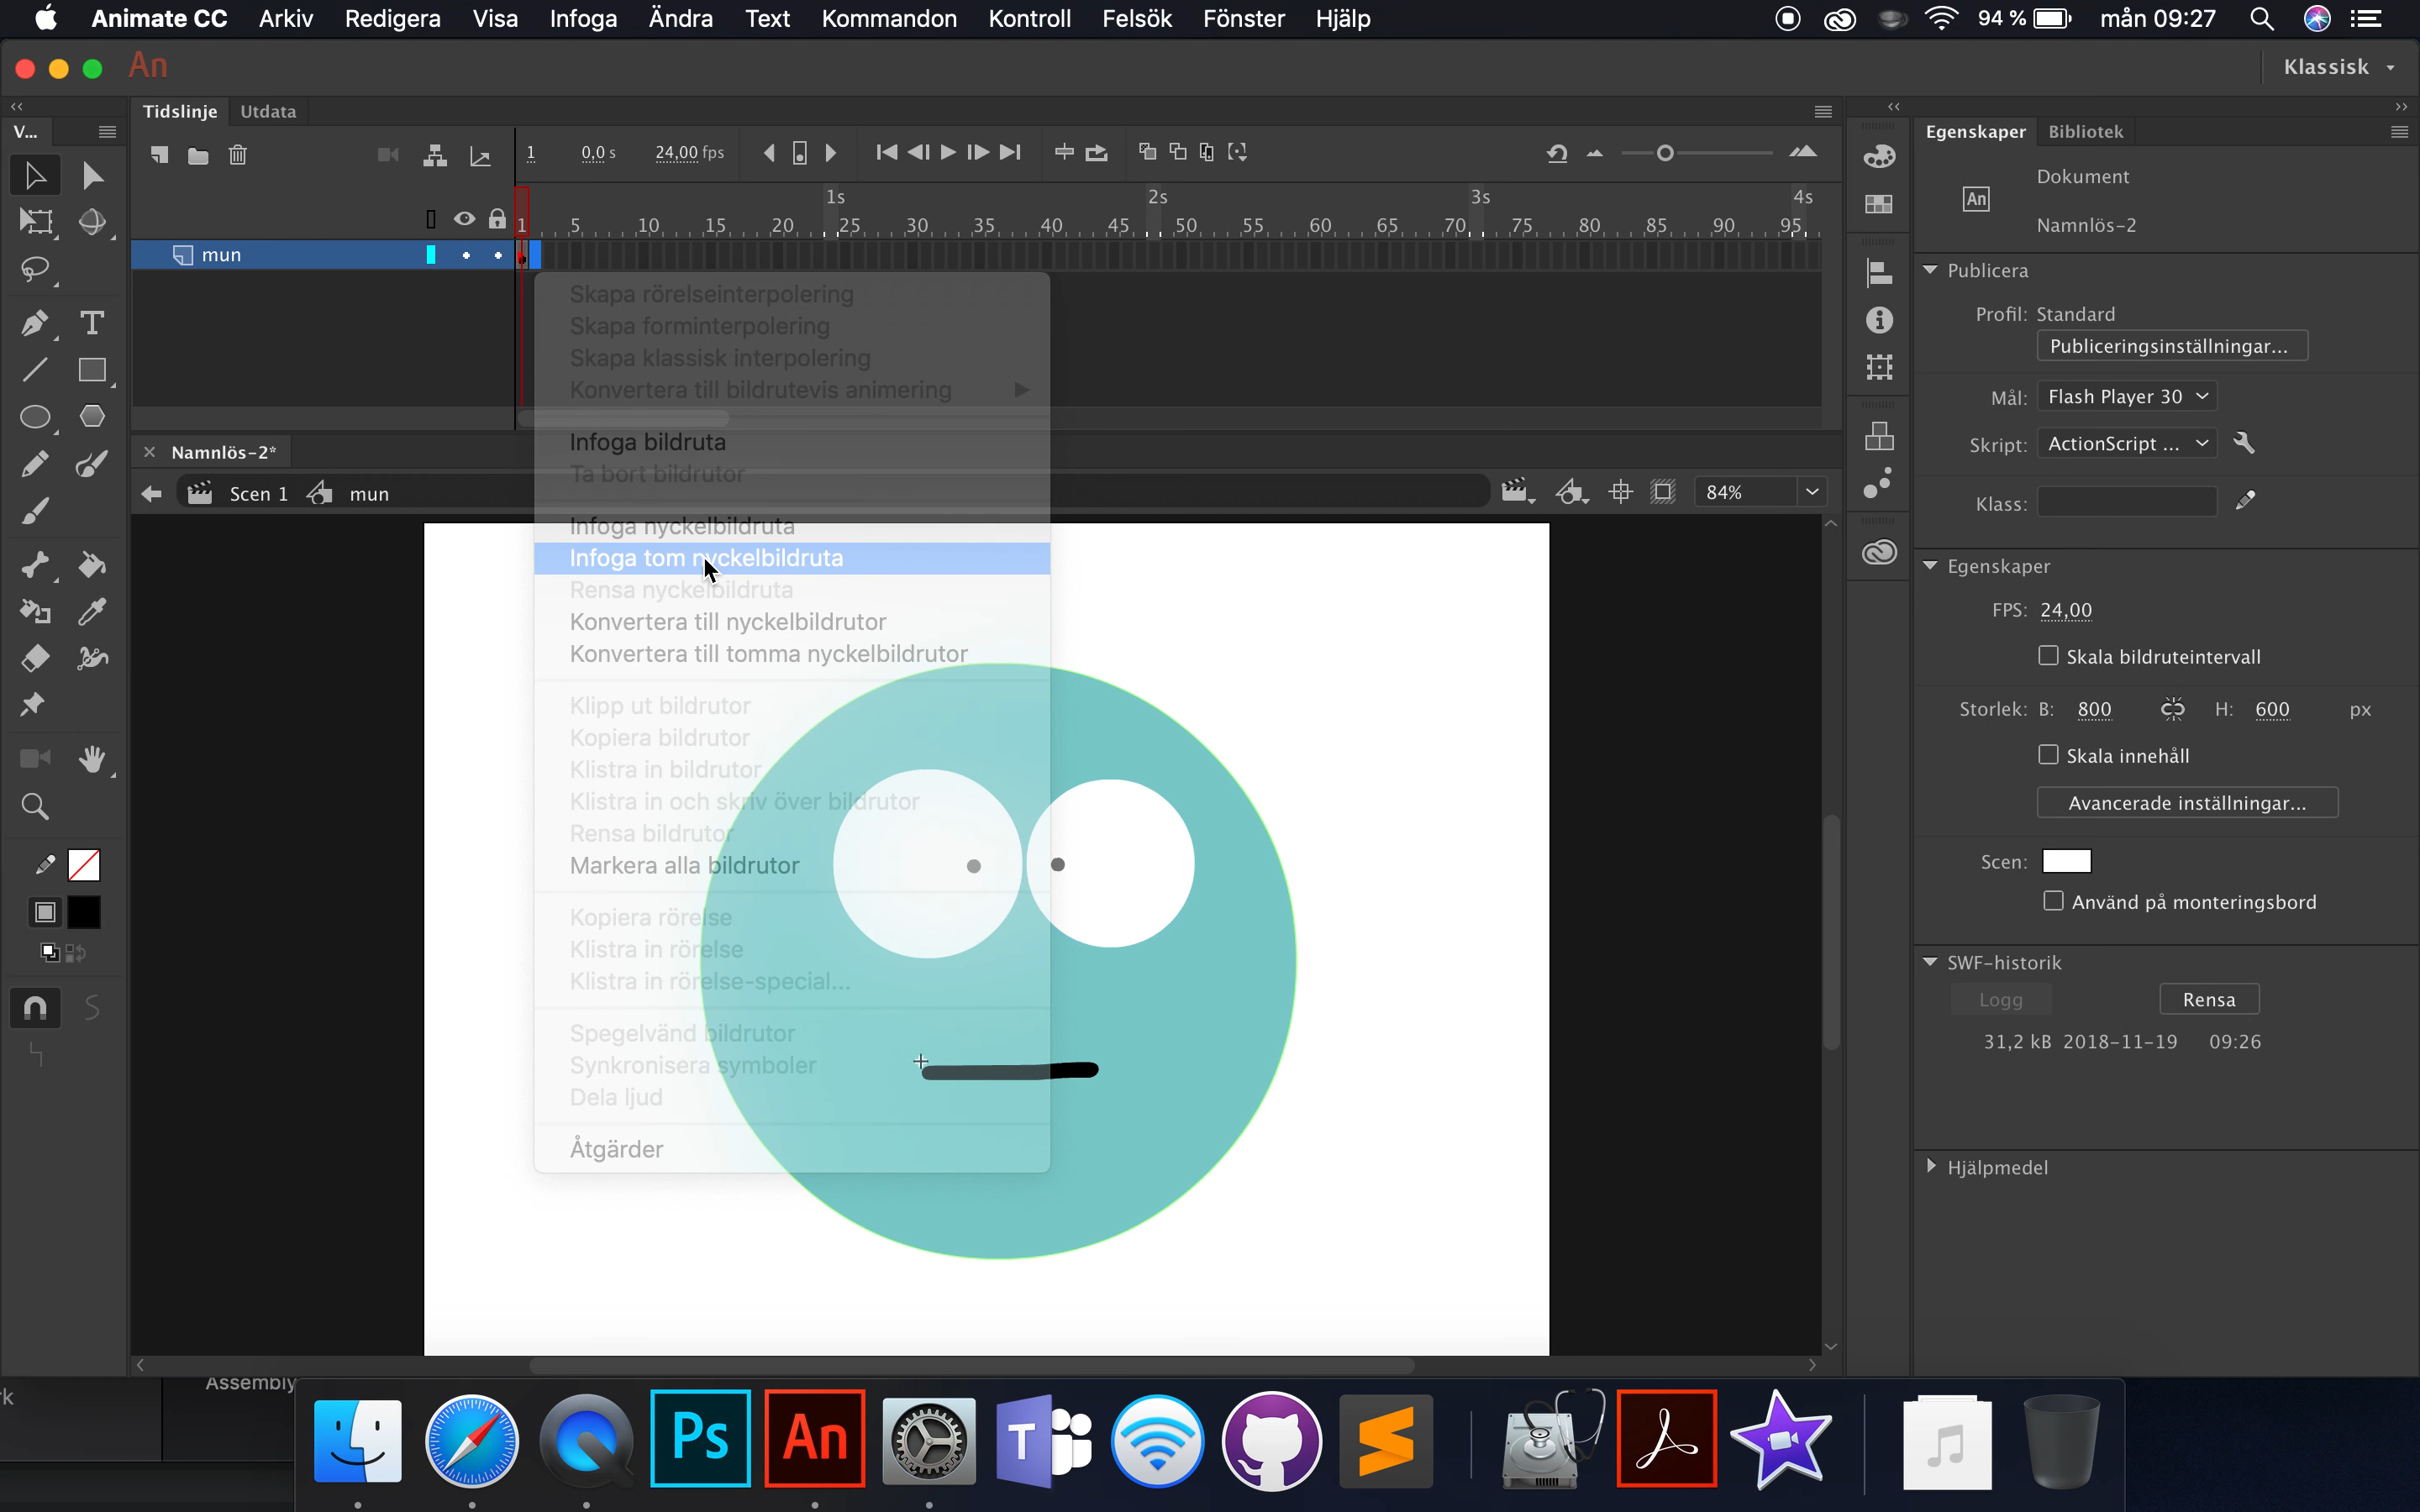 Animate CC Arkiv Redigera Visa Infoga Ändra Text Kommandon Kontroll Felsök Fönster Hjälp 94 % mån 09:27
An Klassisk
V... Tidslinje Utdata Egenskaper Bibliotek
1 0,0 s 24,00 fps
1s 2s 3s 4s
1 5 10 15 20 25 30 35 40 45 50 55 60 65 70 75 80 85 90 95
mun
Skapa rörelseinterpolering
Skapa forminterpolering
Skapa klassisk interpolering
Konvertera till bildrutevis animering
Infoga bildruta
Ta bort bildrutor
Infoga nyckelbildruta
Infoga tom nyckelbildruta
Rensa nyckelbildruta
Konvertera till nyckelbildrutor
Konvertera till tomma nyckelbildrutor
Klipp ut bildrutor
Kopiera bildrutor
Klistra in bildrutor
Klistra in och skriv över bildrutor
Rensa bildrutor
Markera alla bildrutor
Kopiera rörelse
Klistra in rörelse
Klistra in rörelse-special...
Spegelvänd bildrutor
Synkronisera symboler
Dela ljud
Åtgärder
Namnlös-2*
Scen 1 mun
84%
An Dokument
Namnlös-2
Publicera
Profil: Standard
Publiceringsinställningar...
Mål: Flash Player 30
Skript: ActionScript ...
Klass:
Egenskaper
FPS: 24,00
Skala bildruteintervall
Storlek: B: 800 H: 600 px
Skala innehåll
Avancerade inställningar...
Scen:
Använd på monteringsbord
SWF-historik
Logg Rensa
31,2 kB 2018-11-19 09:26
Hjälpmedel
Assembly
Ps An T